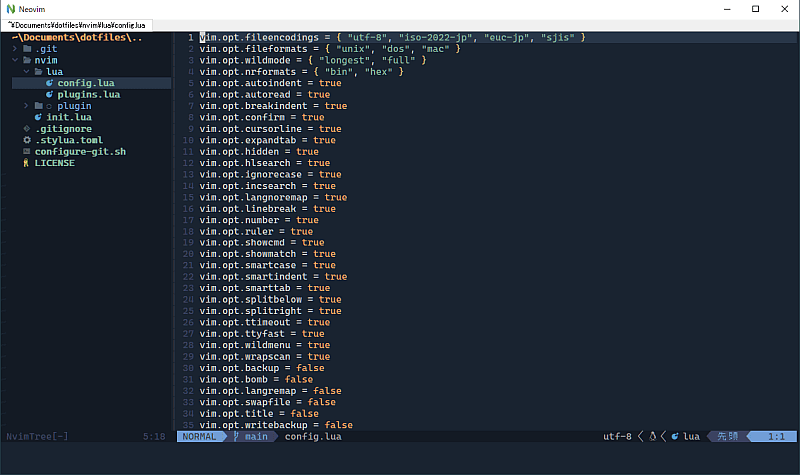 Neovim
~¥Documents¥dotfiles¥nvim¥lua¥config.lua
~\Documents\dotfiles\..
.git
nvim
lua
config.lua
plugins.lua
plugin
init.lua
.gitignore
.stylua.toml
configure-git.sh
LICENSE
1 vim.opt.fileencodings = { "utf-8", "iso-2022-jp", "euc-jp", "sjis" }
2 vim.opt.fileformats = { "unix", "dos", "mac" }
3 vim.opt.wildmode = { "longest", "full" }
4 vim.opt.nrformats = { "bin", "hex" }
5 vim.opt.autoindent = true
6 vim.opt.autoread = true
7 vim.opt.breakindent = true
8 vim.opt.confirm = true
9 vim.opt.cursorline = true
10 vim.opt.expandtab = true
11 vim.opt.hidden = true
12 vim.opt.hlsearch = true
13 vim.opt.ignorecase = true
14 vim.opt.incsearch = true
15 vim.opt.langnoremap = true
16 vim.opt.linebreak = true
17 vim.opt.number = true
18 vim.opt.ruler = true
19 vim.opt.showcmd = true
20 vim.opt.showmatch = true
21 vim.opt.smartcase = true
22 vim.opt.smartindent = true
23 vim.opt.smarttab = true
24 vim.opt.splitbelow = true
25 vim.opt.splitright = true
26 vim.opt.ttimeout = true
27 vim.opt.ttyfast = true
28 vim.opt.wildmenu = true
29 vim.opt.wrapscan = true
30 vim.opt.backup = false
31 vim.opt.bomb = false
32 vim.opt.langremap = false
33 vim.opt.swapfile = false
34 vim.opt.title = false
35 vim.opt.writebackup = false
NvimTree[-] 5:18 NORMAL main config.lua utf-8 lua 先頭 1:1